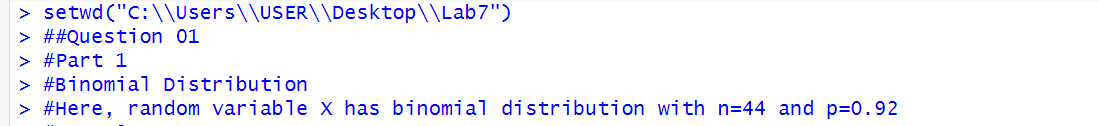 > setwd("C:\\Users\\USER\\Desktop\\Lab7")
> ##Question 01
> #Part 1
> #Binomial Distribution
> #Here, random variable X has binomial distribution with n=44 and p=0.92